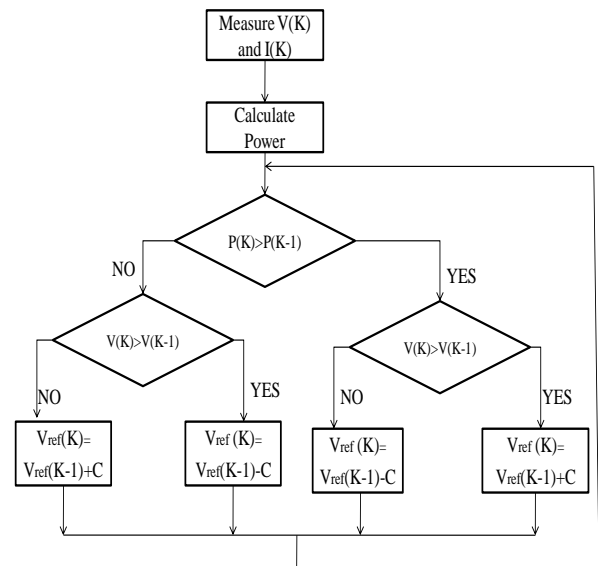 Measure V(K)
and I(K)
Calculate
Power
P(K)>P(K-1)
NO
YES
V(K)>V(K-1)
V(K)>V(K-1)
NO
YES
NO
YES
Vref(K)=
Vref(K-1)+C
Vref (K)=
Vref(K-1)-C
Vref (K)=
Vref(K-1)-C
Vref (K)=
Vref(K-1)+C